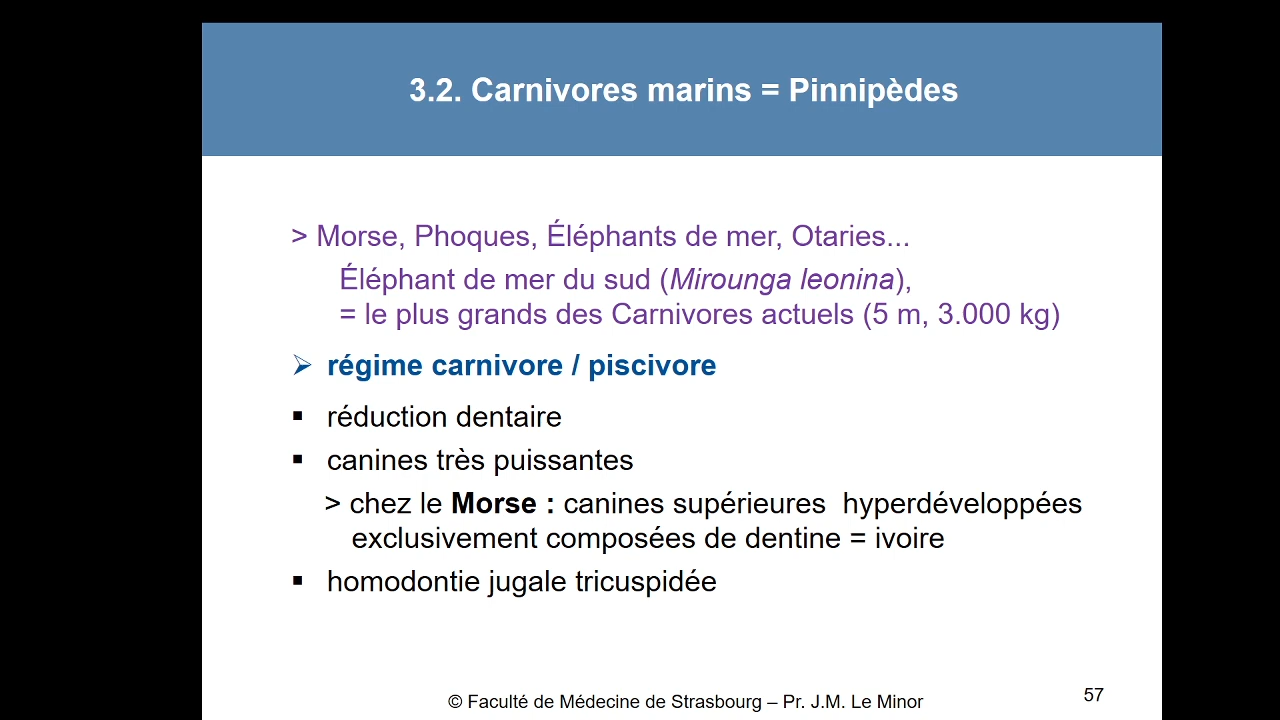 3.2. Carnivores marins = Pinnipèdes
> Morse, Phoques, Éléphants de mer, Otaries...
Éléphant de mer du sud (Mirounga leonina),
= le plus grands des Carnivores actuels (5 m, 3.000 kg)
➢ régime carnivore / piscivore
▪ réduction dentaire
▪ canines très puissantes
> chez le Morse : canines supérieures hyperdéveloppées
exclusivement composées de dentine = ivoire
▪ homodontie jugale tricuspidée
© Faculté de Médecine de Strasbourg – Pr. J.M. Le Minor
57